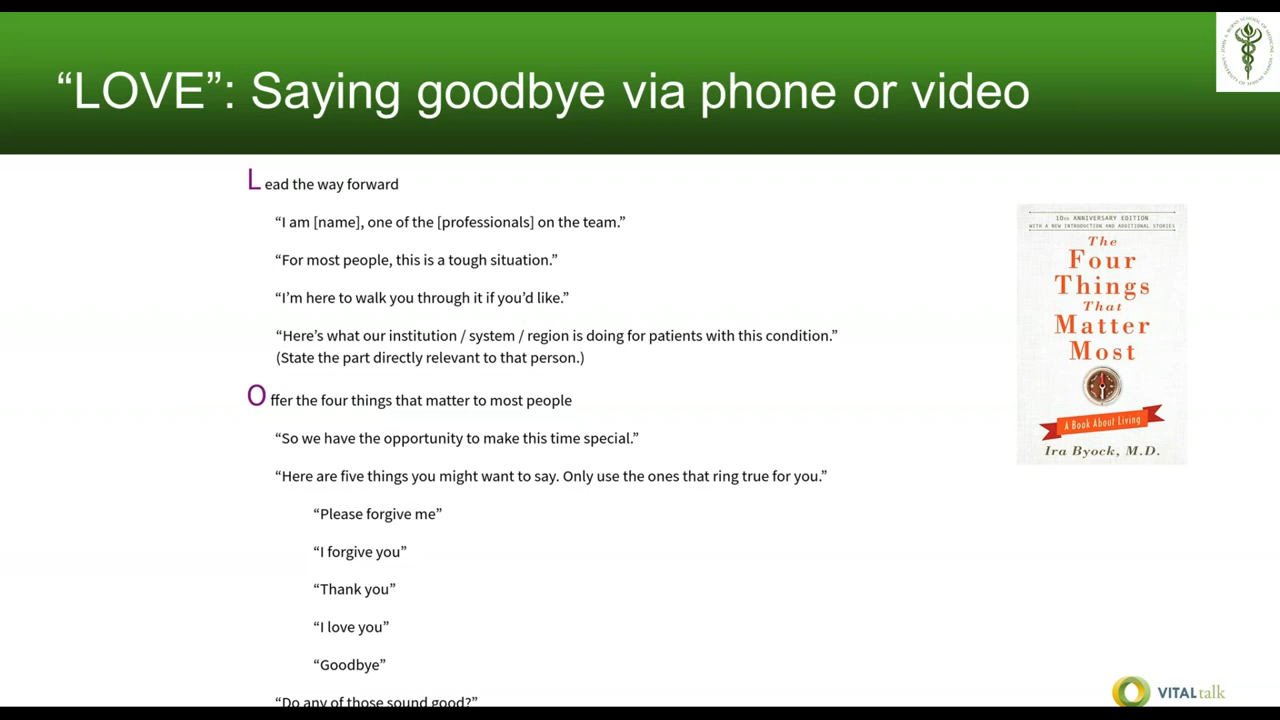 “LOVE”: Saying goodbye via phone or video
Lead the way forward
“I am [name], one of the [professionals] on the team.”
“For most people, this is a tough situation.”
“I’m here to walk you through it if you’d like.”
“Here’s what our institution / system / region is doing for patients with this condition.”
(State the part directly relevant to that person.)
Offer the four things that matter to most people
“So we have the opportunity to make this time special.”
“Here are five things you might want to say. Only use the ones that ring true for you.”
“Please forgive me”
“I forgive you”
“Thank you”
“I love you”
“Goodbye”
“Do any of those sound good?”
10th ANNIVERSARY EDITION
WITH A NEW INTRODUCTION AND ADDITIONAL STORIES
The
Four
Things
That
Matter
Most
A Book About Living
Ira Byock, M.D.
VITALtalk